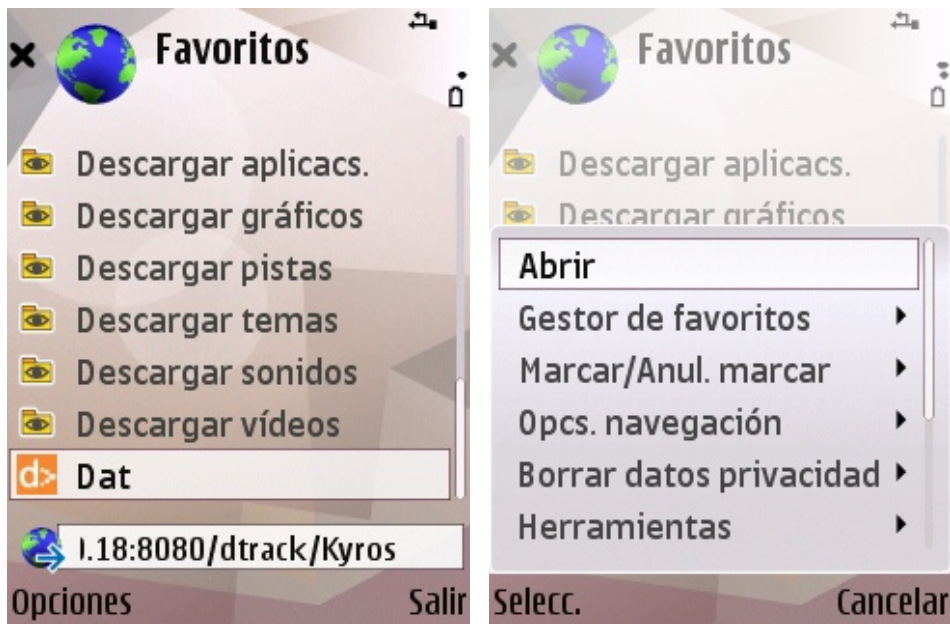 Favoritos
Descargar aplicacs.
Descargar gráficos
Descargar pistas
Descargar temas
Descargar sonidos
Descargar vídeos
d> Dat
.18:8080/dtrack/Kyros
Opciones Salir
Favoritos
Descargar aplicacs.
Descargar gráficos
Abrir
Gestor de favoritos
Marcar/Anul. marcar
Opcs. navegación
Borrar datos privacidad
Herramientas
Selecc. Cancelar